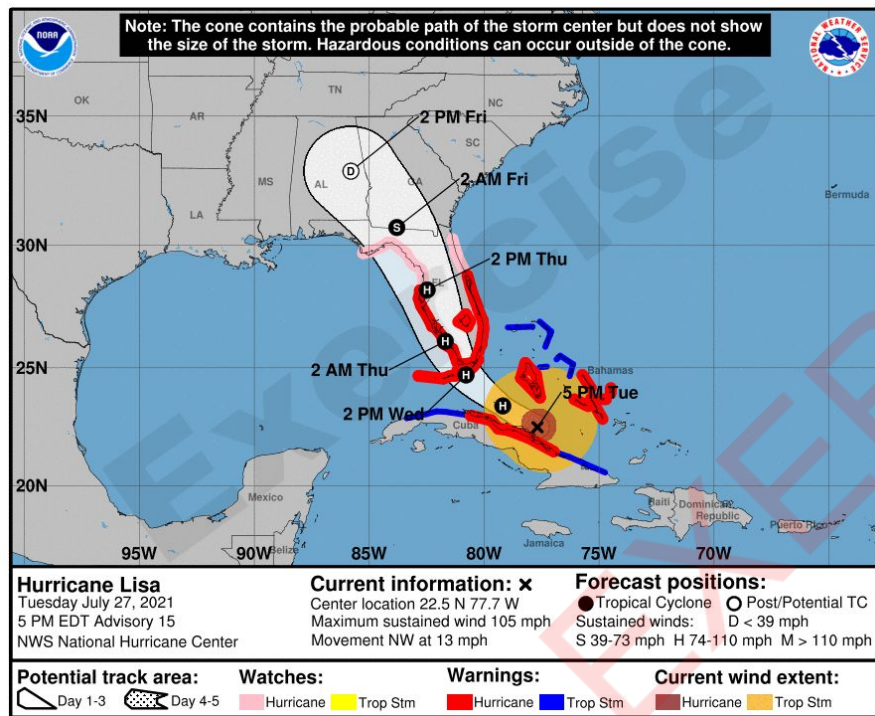 Note: The cone contains the probable path of the storm center but does not show
the size of the storm. Hazardous conditions can occur outside of the cone.
NOAA
NATIONAL WEATHER SERVICE
35N
30N
25N
20N
95W
90W
85W
80W
75W
70W
OK
AR
TN
NC
SC
MS
AL
GA
LA
FL
Bermuda
Bahamas
Cuba
Mexico
Belize
Jamaica
Haiti
Dominican
Republic
Puerto Rico
2 PM Fri
D
2 AM Fri
S
2 PM Thu
H
2 AM Thu
H
2 PM Wed
H
H
5 PM Tue
Exercise
Hurricane Lisa
Tuesday July 27, 2021
5 PM EDT Advisory 15
NWS National Hurricane Center
Current information: x
Center location 22.5 N 77.7 W
Maximum sustained wind 105 mph
Movement NW at 13 mph
Forecast positions:
Tropical Cyclone Post/Potential TC
Sustained winds: D < 39 mph
S 39-73 mph H 74-110 mph M > 110 mph
Potential track area:
Day 1-3 Day 4-5
Watches:
Hurricane Trop Stm
Warnings:
Hurricane Trop Stm
Current wind extent:
Hurricane Trop Stm